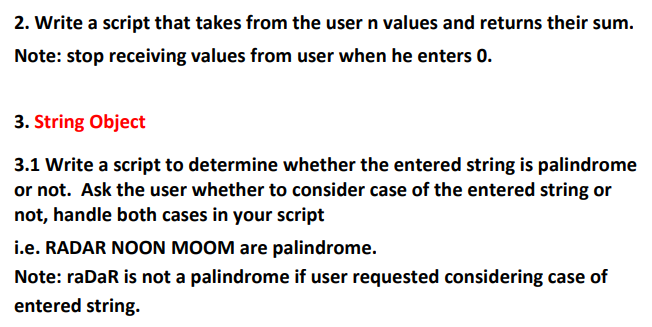 2. Write a script that takes from the user n values and returns their sum.
Note: stop receiving values from user when he enters 0.
3. String Object
3.1 Write a script to determine whether the entered string is palindrome
or not.  Ask the user whether to consider case of the entered string or
not, handle both cases in your script
i.e. RADAR NOON MOOM are palindrome.
Note: raDaR is not a palindrome if user requested considering case of
entered string.